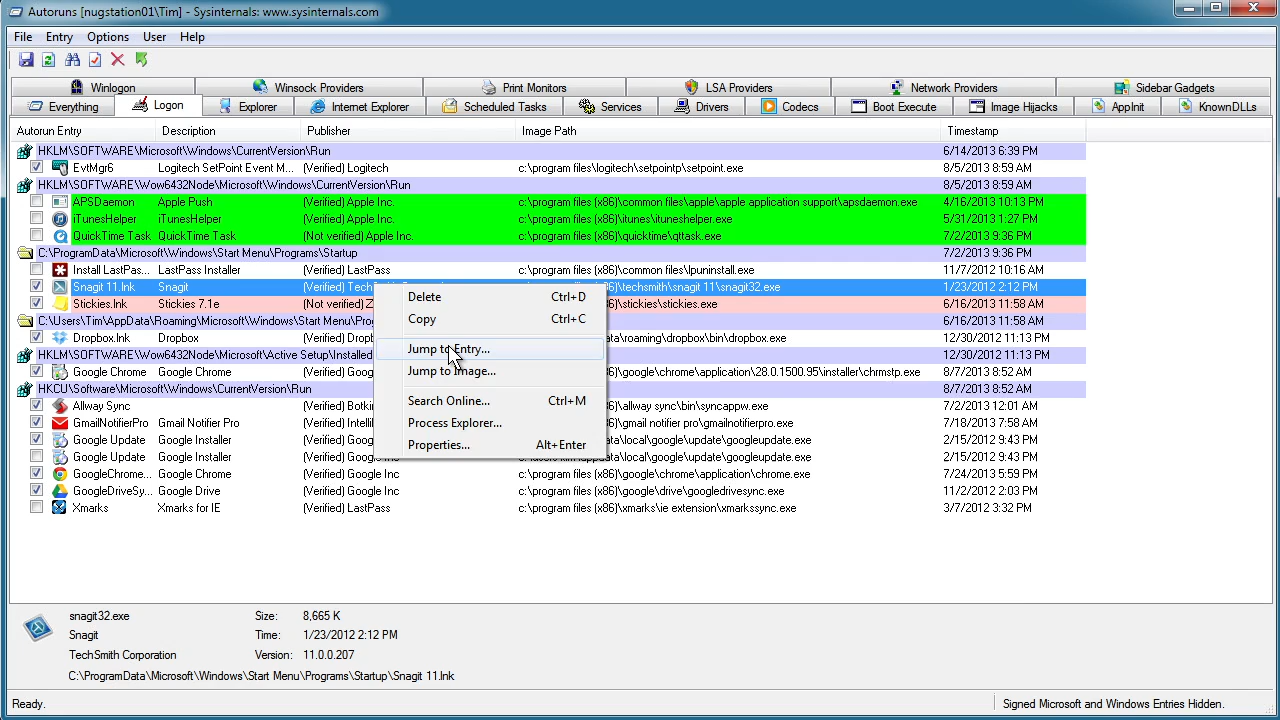 Autoruns [nugstation01\Tim] - Sysinternals: www.sysinternals.com
File Entry Options User Help
Winlogon Winsock Providers Print Monitors LSA Providers Network Providers Sidebar Gadgets
Everything Logon Explorer Internet Explorer Scheduled Tasks Services Drivers Codecs Boot Execute Image Hijacks AppInit KnownDLLs
Autorun Entry Description Publisher Image Path Timestamp
HKLM\SOFTWARE\Microsoft\Windows\CurrentVersion\Run 6/14/2013 6:39 PM
EvtMgr6 Logitech SetPoint Event M... (Verified) Logitech c:\program files\logitech\setpointp\setpoint.exe 8/5/2013 8:59 AM
HKLM\SOFTWARE\Wow6432Node\Microsoft\Windows\CurrentVersion\Run 8/5/2013 8:59 AM
APSDaemon Apple Push (Verified) Apple Inc. c:\program files (x86)\common files\apple\apple application support\apsdaemon.exe 4/16/2013 10:13 PM
iTunesHelper iTunesHelper (Verified) Apple Inc. c:\program files (x86)\itunes\ituneshelper.exe 5/31/2013 1:27 PM
QuickTime Task QuickTime Task (Not verified) Apple Inc. c:\program files (x86)\quicktime\qttask.exe 7/2/2013 9:36 PM
C:\ProgramData\Microsoft\Windows\Start Menu\Programs\Startup 7/2/2013 9:36 PM
Install LastPas... LastPass Installer (Verified) LastPass c:\program files (x86)\common files\lpuninstall.exe 11/7/2012 10:16 AM
Snagit 11.lnk Snagit (Verified) Tech \techsmith\snagit 11\snagit32.exe 1/23/2012 2:12 PM
Stickies.lnk Stickies 7.1e (Not verified) Z \stickies\stickies.exe 6/16/2013 11:58 AM
C:\Users\Tim\AppData\Roaming\Microsoft\Windows\Start Menu\Pro 6/16/2013 11:58 AM
Dropbox.lnk Dropbox (Verified) Dropbox ata\roaming\dropbox\bin\dropbox.exe 12/30/2012 11:13 PM
HKLM\SOFTWARE\Wow6432Node\Microsoft\Active Setup\Installed 12/30/2012 11:13 PM
Google Chrome Google Chrome (Verified) Google \google\chrome\application\28.0.1500.95\installer\chrmstp.exe 8/7/2013 8:52 AM
HKCU\Software\Microsoft\Windows\CurrentVersion\Run 8/7/2013 8:52 AM
Allway Sync (Verified) Botkin \allway sync\bin\syncappw.exe 7/2/2013 12:01 AM
GmailNotifierPro Gmail Notifier Pro (Verified) \gmail notifier pro\gmailnotifierpro.exe 7/18/2013 7:58 AM
Google Update Google Installer (Verified) Google ata\local\google\update\googleupdate.exe 2/15/2012 9:43 PM
Google Update Google Installer (Verified) Google \local\google\update\googleupdate.exe 2/15/2012 9:43 PM
GoogleChrome... Google Chrome (Verified) Google Inc c:\program files (x86)\google\chrome\application\chrome.exe 7/24/2013 5:59 PM
GoogleDriveSy... Google Drive (Verified) Google Inc c:\program files (x86)\google\drive\googledrivesync.exe 11/2/2012 2:03 PM
Xmarks Xmarks for IE (Verified) LastPass c:\program files (x86)\xmarks\ie extension\xmarkssync.exe 3/7/2012 3:32 PM
Delete Ctrl+D
Copy Ctrl+C
Jump to Entry...
Jump to Image...
Search Online... Ctrl+M
Process Explorer...
Properties... Alt+Enter
snagit32.exe Size: 8,665 K
Snagit Time: 1/23/2012 2:12 PM
TechSmith Corporation Version: 11.0.0.207
C:\ProgramData\Microsoft\Windows\Start Menu\Programs\Startup\Snagit 11.lnk
Ready. Signed Microsoft and Windows Entries Hidden.